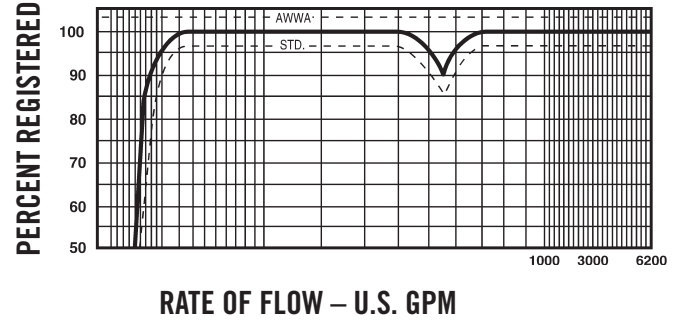 PERCENT REGISTERED
AWWA
100
STD.
90
80
70
60
50
1000 3000 6200
RATE OF FLOW – U.S. GPM